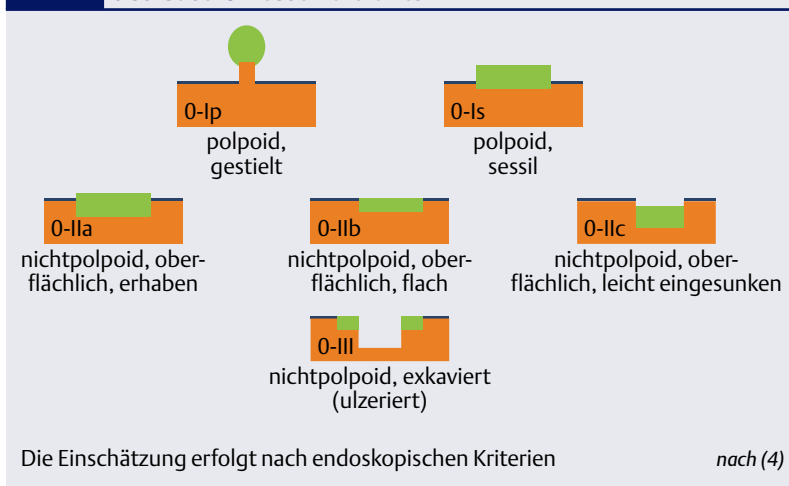 0-Ip
polpoid,
gestielt
0-Is
polpoid,
sessil
0-IIa
nichtpolpoid, ober-
flächlich, erhaben
0-IIb
nichtpolpoid, ober-
flächlich, flach
0-IIc
nichtpolpoid, ober-
flächlich, leicht eingesunken
0-III
nichtpolpoid, exkaviert
(ulzeriert)
Die Einschätzung erfolgt nach endoskopischen Kriterien nach (4)